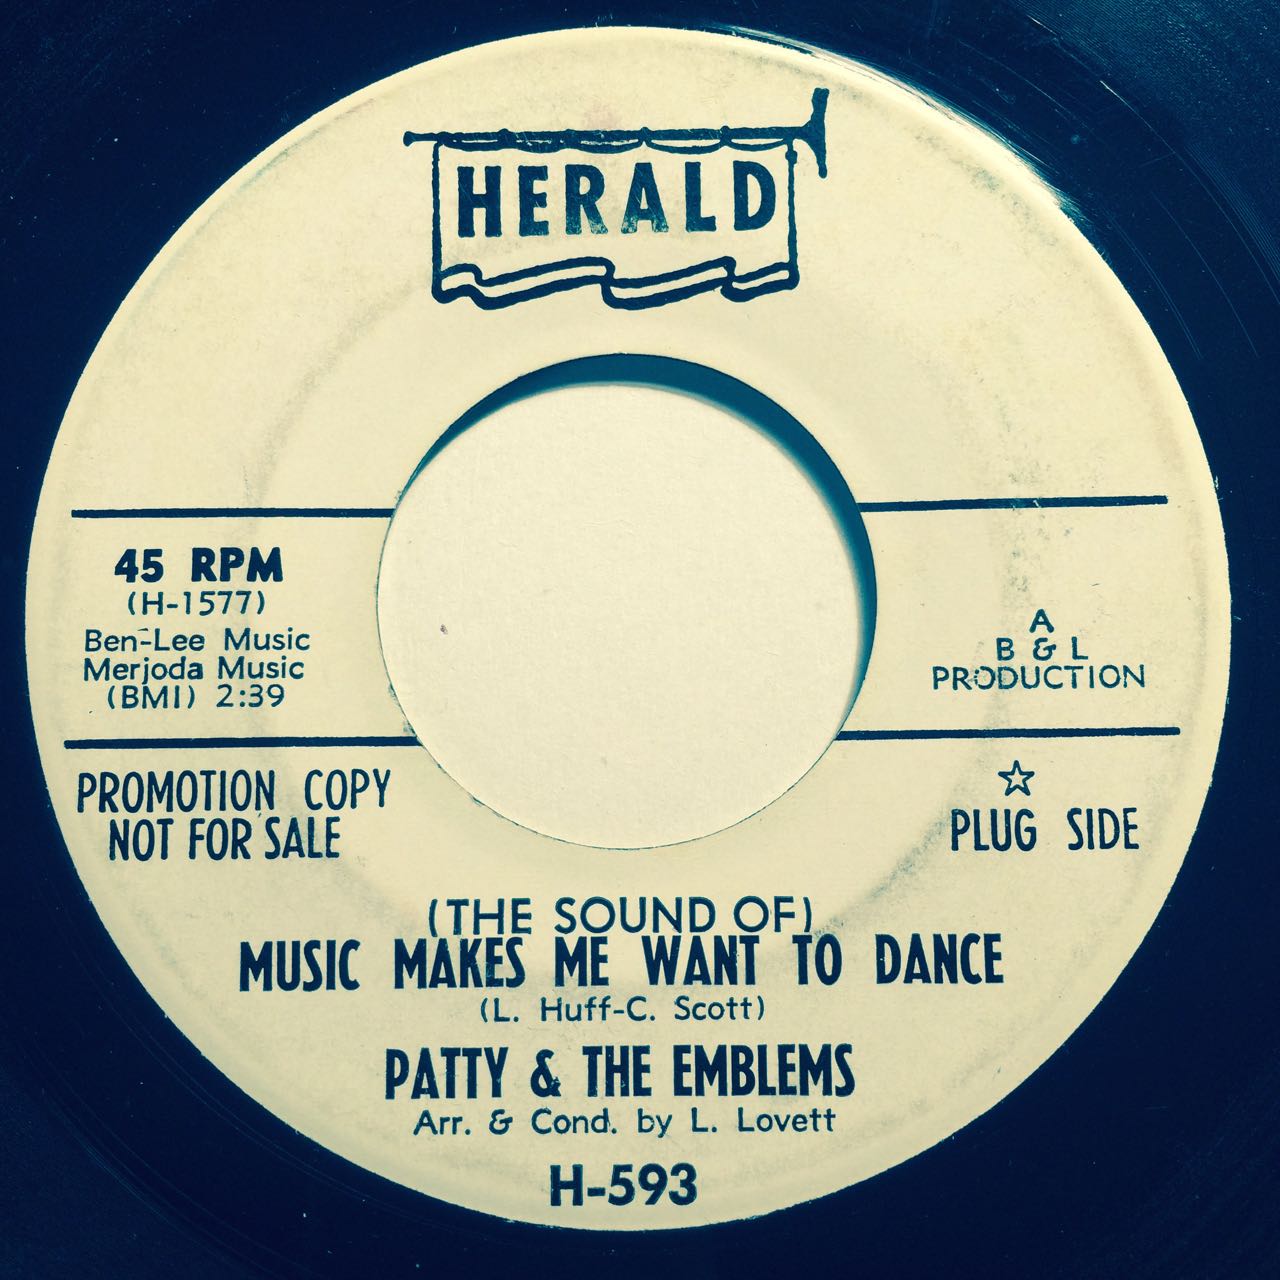 HERALD
45 RPM
(H-1577)
Ben-Lee Music
Merjoda Music
(BMI) 2:39
A
B & L
PRODUCTION
PROMOTION COPY
NOT FOR SALE
☆
PLUG SIDE
(THE SOUND OF)
MUSIC MAKES ME WANT TO DANCE
(L. Huff-C. Scott)
PATTY & THE EMBLEMS
Arr. & Cond. by L. Lovett
H-593